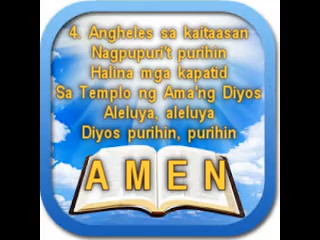 4. Angheles sa kaitaasan
Nagpupuri't purihin
Halina mga kapatid
Sa Templo ng Ama'ng Diyos
Aleluya, aleluya
Diyos purihin, purihin
AMEN